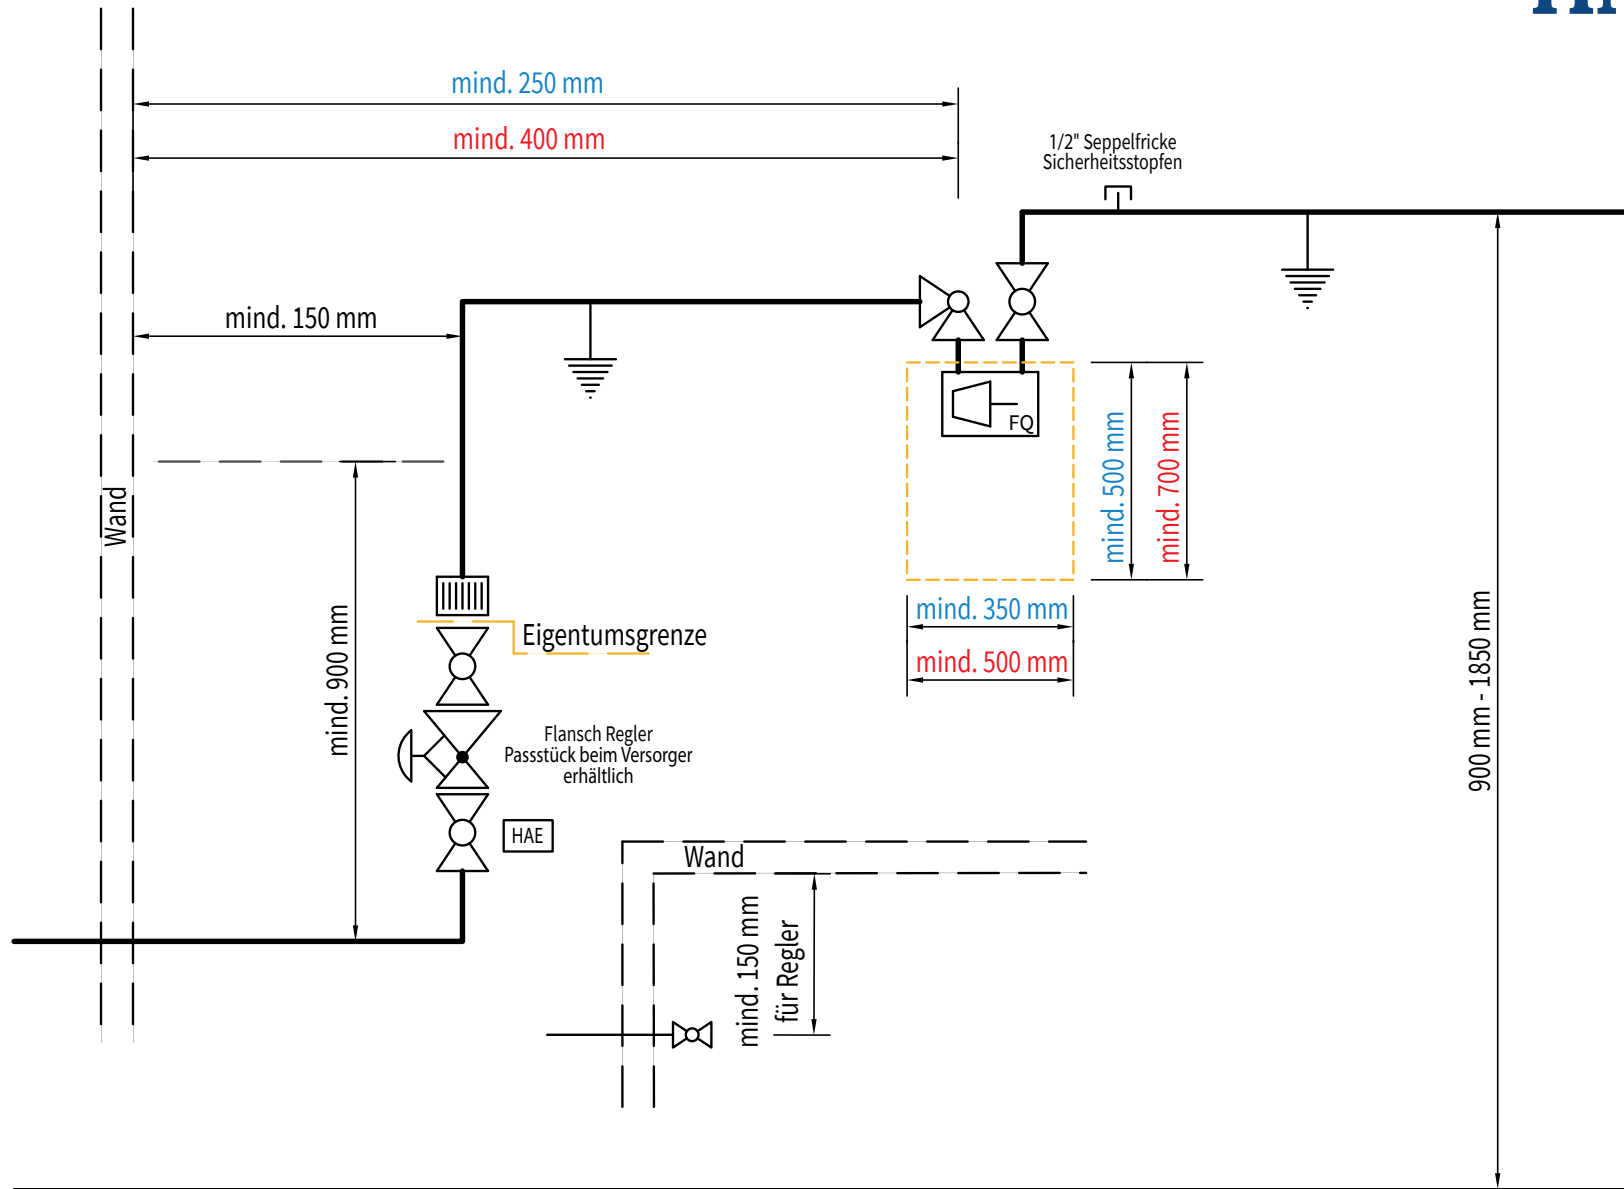 mind. 250 mm
mind. 400 mm
1/2" Seppelfricke
Sicherheitsstopfen
mind. 150 mm
FQ
mind. 500 mm
mind. 700 mm
Wand
mind. 350 mm
mind. 500 mm
Eigentumsgrenze
mind. 900 mm
900 mm - 1850 mm
Flansch Regler
Passstück beim Versorger
erhältlich
HAE
Wand
mind. 150 mm
für Regler